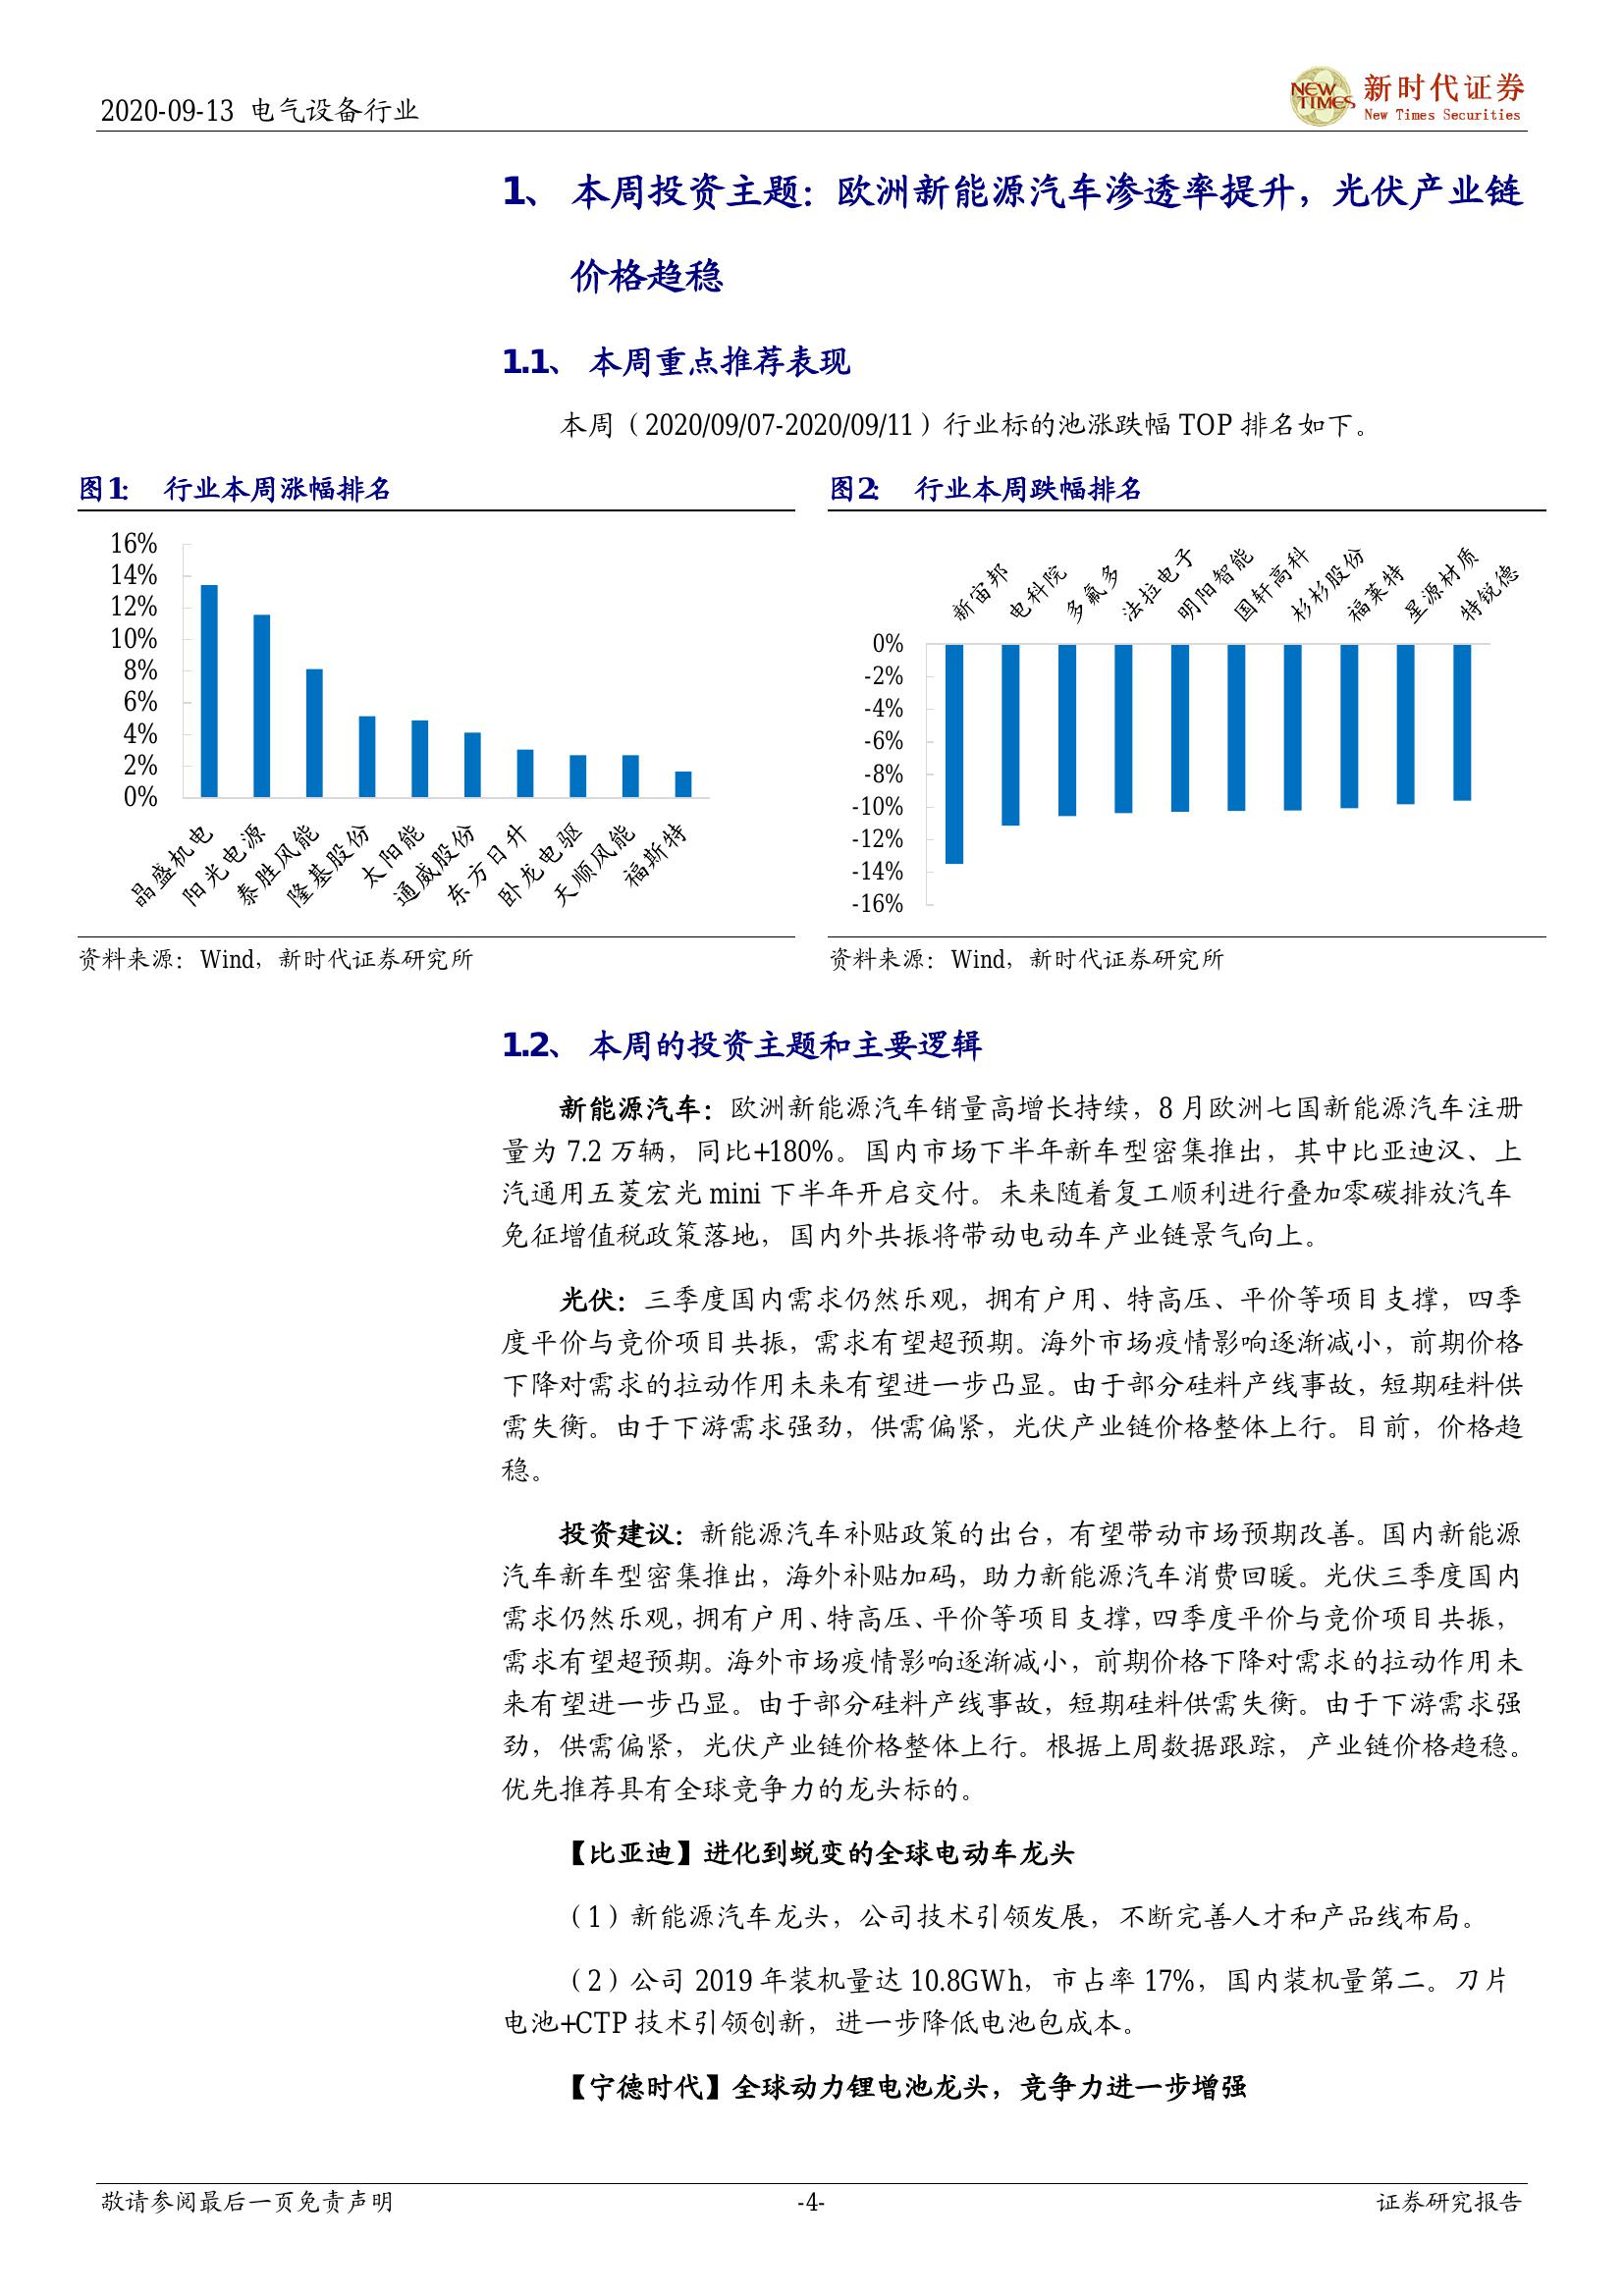 2020-09-13 电气设备行业
NEW TIMES 新时代证券
New Times Securities
1、 本周投资主题：欧洲新能源汽车渗透率提升，光伏产业链
价格趋稳
1.1、 本周重点推荐表现
本周（2020/09/07-2020/09/11）行业标的池涨跌幅 TOP 排名如下。
图1： 行业本周涨幅排名
16%
14%
12%
10%
8%
6%
4%
2%
0%
晶盛机电
阳光电源
泰胜风能
隆基股份
太阳能
通威股份
东方日升
卧龙电驱
天顺风能
福斯特
资料来源：Wind，新时代证券研究所
图2： 行业本周跌幅排名
新宙邦
电科院
多氟多
法拉电子
明阳智能
国轩高科
杉杉股份
福莱特
星源材质
特锐德
0%
-2%
-4%
-6%
-8%
-10%
-12%
-14%
-16%
资料来源：Wind，新时代证券研究所
1.2、 本周的投资主题和主要逻辑
新能源汽车：欧洲新能源汽车销量高增长持续，8 月欧洲七国新能源汽车注册
量为 7.2 万辆，同比+180%。国内市场下半年新车型密集推出，其中比亚迪汉、上
汽通用五菱宏光 mini 下半年开启交付。未来随着复工顺利进行叠加零碳排放汽车
免征增值税政策落地，国内外共振将带动电动车产业链景气向上。
光伏：三季度国内需求仍然乐观，拥有户用、特高压、平价等项目支撑，四季
度平价与竞价项目共振，需求有望超预期。海外市场疫情影响逐渐减小，前期价格
下降对需求的拉动作用未来有望进一步凸显。由于部分硅料产线事故，短期硅料供
需失衡。由于下游需求强劲，供需偏紧，光伏产业链价格整体上行。目前，价格趋
稳。
投资建议：新能源汽车补贴政策的出台，有望带动市场预期改善。国内新能源
汽车新车型密集推出，海外补贴加码，助力新能源汽车消费回暖。光伏三季度国内
需求仍然乐观，拥有户用、特高压、平价等项目支撑，四季度平价与竞价项目共振，
需求有望超预期。海外市场疫情影响逐渐减小，前期价格下降对需求的拉动作用未
来有望进一步凸显。由于部分硅料产线事故，短期硅料供需失衡。由于下游需求强
劲，供需偏紧，光伏产业链价格整体上行。根据上周数据跟踪，产业链价格趋稳。
优先推荐具有全球竞争力的龙头标的。
【比亚迪】进化到蜕变的全球电动车龙头
（1）新能源汽车龙头，公司技术引领发展，不断完善人才和产品线布局。
（2）公司 2019 年装机量达 10.8GWh，市占率 17%，国内装机量第二。刀片
电池+CTP 技术引领创新，进一步降低电池包成本。
【宁德时代】全球动力锂电池龙头，竞争力进一步增强
敬请参阅最后一页免责声明
-4-
证券研究报告